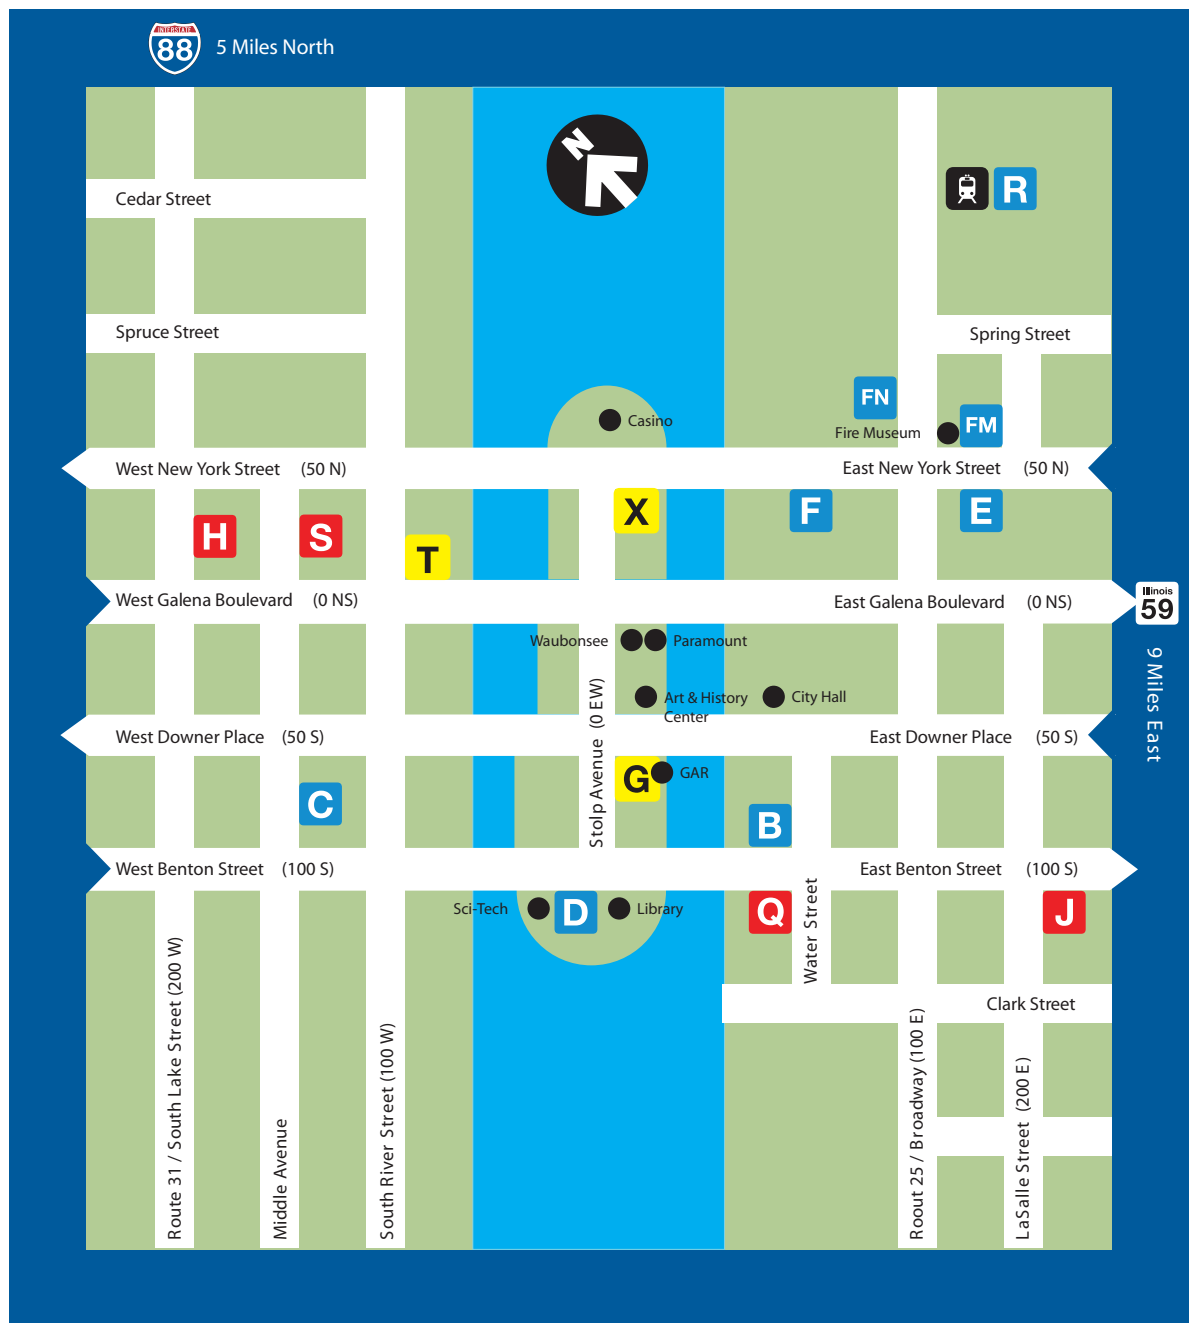 INTERSTATE
88
5 Miles North
N
R
Cedar Street
Spruce Street
Spring Street
FN
Casino
FM
Fire Museum
West New York Street (50 N)
East New York Street (50 N)
H
S
T
X
F
E
West Galena Boulevard (0 NS)
East Galena Boulevard (0 NS)
Illinois
59
9 Miles East
Waubonsee
Paramount
Art & History
Center
City Hall
Stolp Avenue (0 EW)
West Downer Place (50 S)
East Downer Place (50 S)
C
G
GAR
B
West Benton Street (100 S)
East Benton Street (100 S)
Sci-Tech
D
Library
Q
Water Street
J
Clark Street
Route 31 / South Lake Street (200 W)
Middle Avenue
South River Street (100 W)
Roout 25 / Broadway (100 E)
LaSalle Street (200 E)